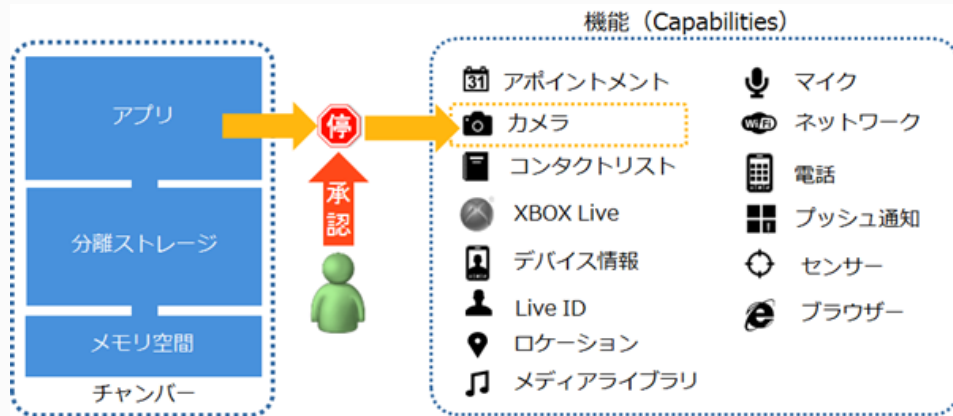 機能（Capabilities）
アプリ
分離ストレージ
メモリ空間
チャンバー
停
承認
31
アポイントメント
カメラ
コンタクトリスト
XBOX Live
デバイス情報
Live ID
ロケーション
メディアライブラリ
マイク
WiFi
ネットワーク
電話
プッシュ通知
センサー
ブラウザー